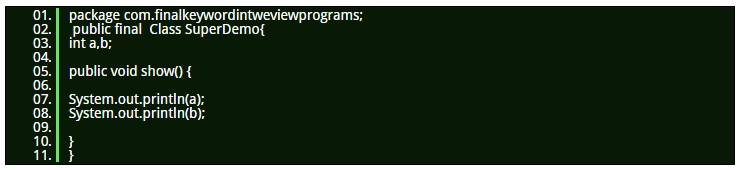 01. package com.finalkeywordintweviewprograms;
02. public final  Class SuperDemo{
03. int a,b;
04.
05. public void show() {
06.
07. System.out.println(a);
08. System.out.println(b);
09.
10. }
11. }